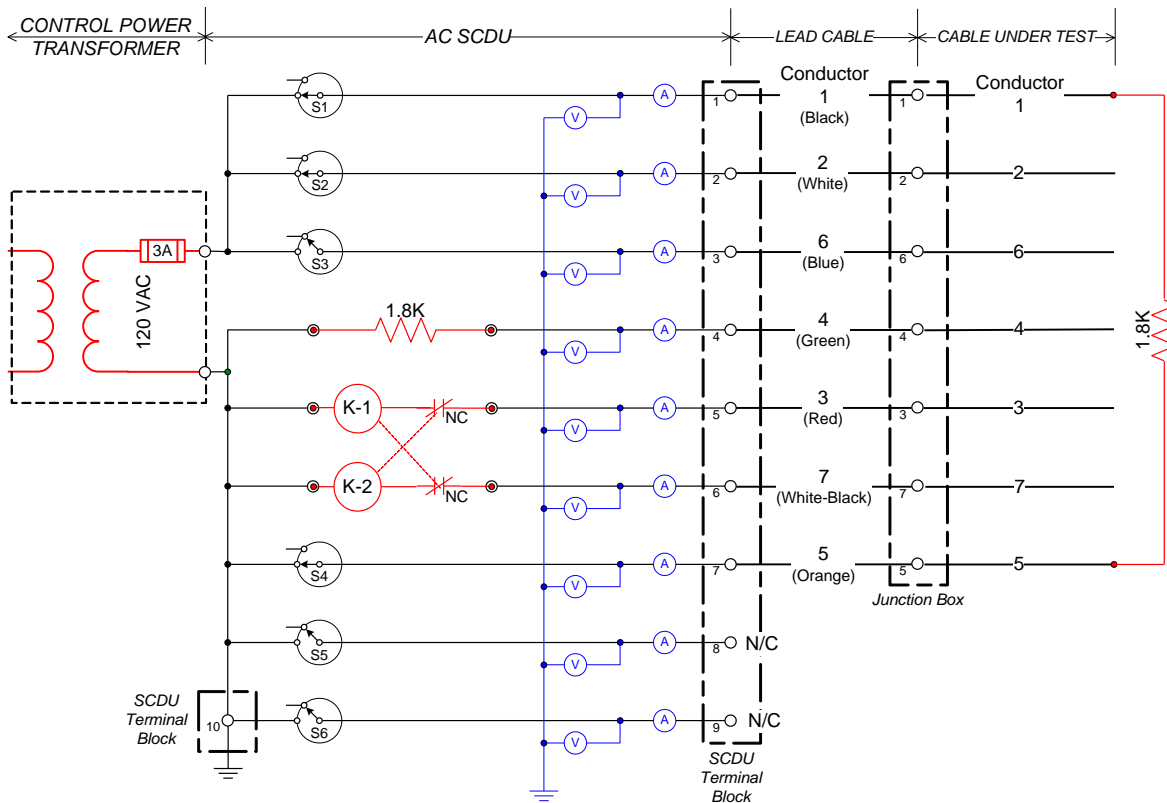 CONTROL POWER
TRANSFORMER
AC SCDU
LEAD CABLE
CABLE UNDER TEST
S1
V
A
1
Conductor
1
(Black)
1
Conductor
1
S2
V
A
2
2
(White)
2
2
3A
120 VAC
S3
V
A
3
6
(Blue)
6
6
1.8K
V
A
4
4
(Green)
4
4
1.8K
K-1
NC
V
A
5
3
(Red)
3
3
K-2
NC
V
A
6
7
(White-Black)
7
7
S4
V
A
7
5
(Orange)
5
5
Junction Box
S5
V
A
8
N/C
SCDU
Terminal
Block
10
S6
V
A
9
N/C
SCDU
Terminal
Block